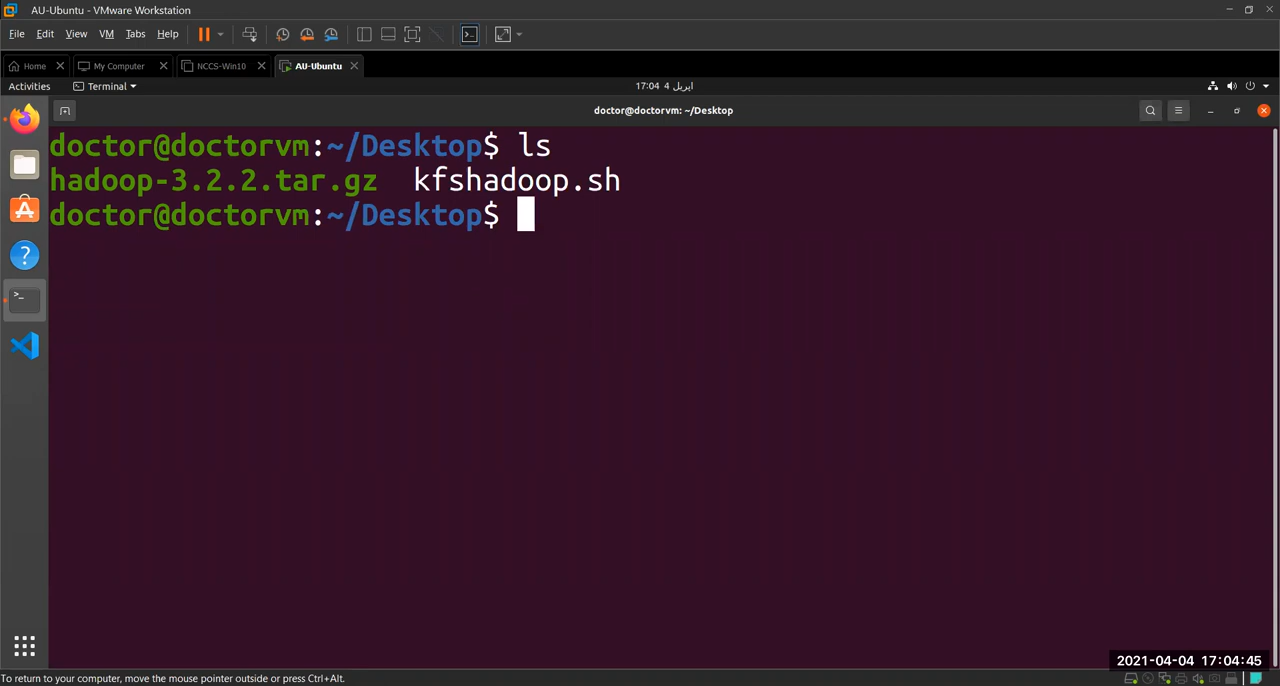 AU-Ubuntu - VMware Workstation
File Edit View VM Tabs Help
Home My Computer NCCS-Win10 AU-Ubuntu
Activities Terminal 17:04 4 اپریل
doctor@doctorvm: ~/Desktop
doctor@doctorvm:~/Desktop$ ls
hadoop-3.2.2.tar.gz kfshadoop.sh
doctor@doctorvm:~/Desktop$
2021-04-04 17:04:45
To return to your computer, move the mouse pointer outside or press Ctrl+Alt.